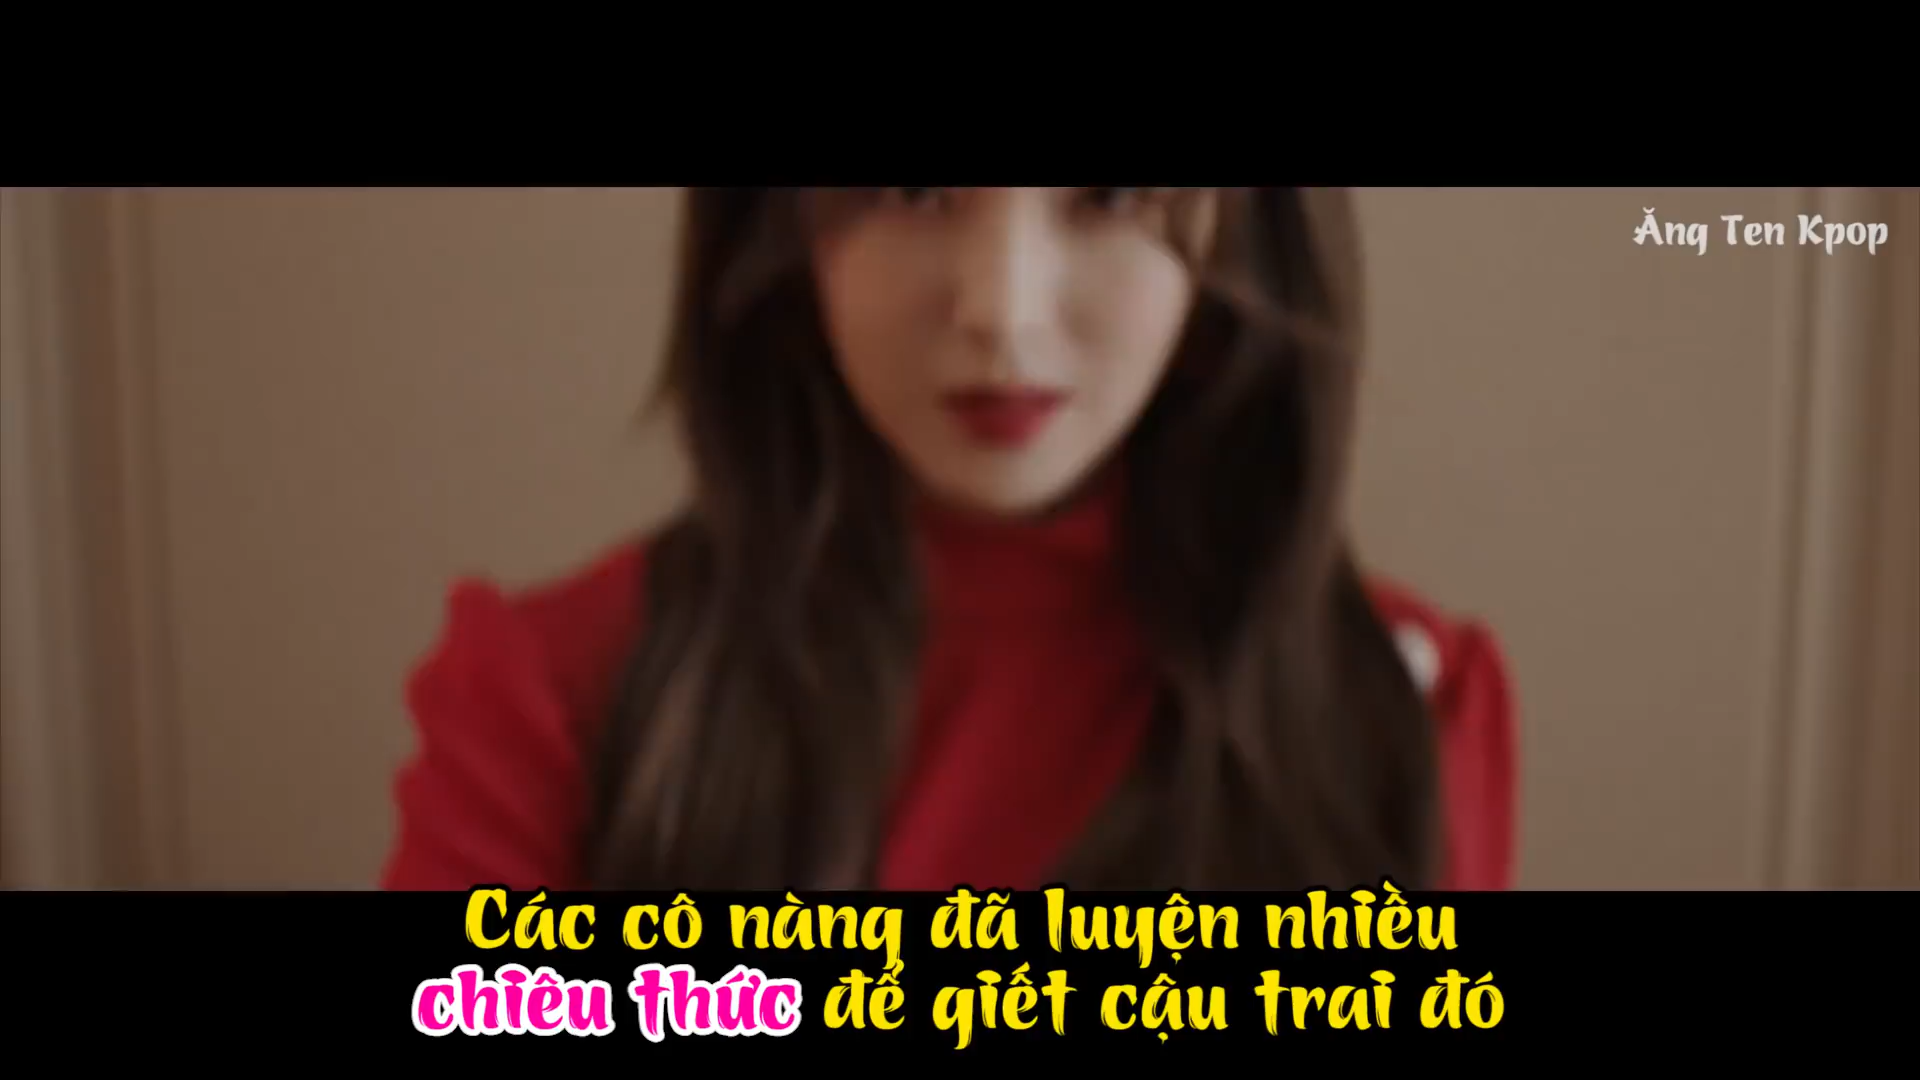 Ăng Ten Kpop
Các cô nàng đã luyện nhiều
chiêu thức để giết cậu trai đó